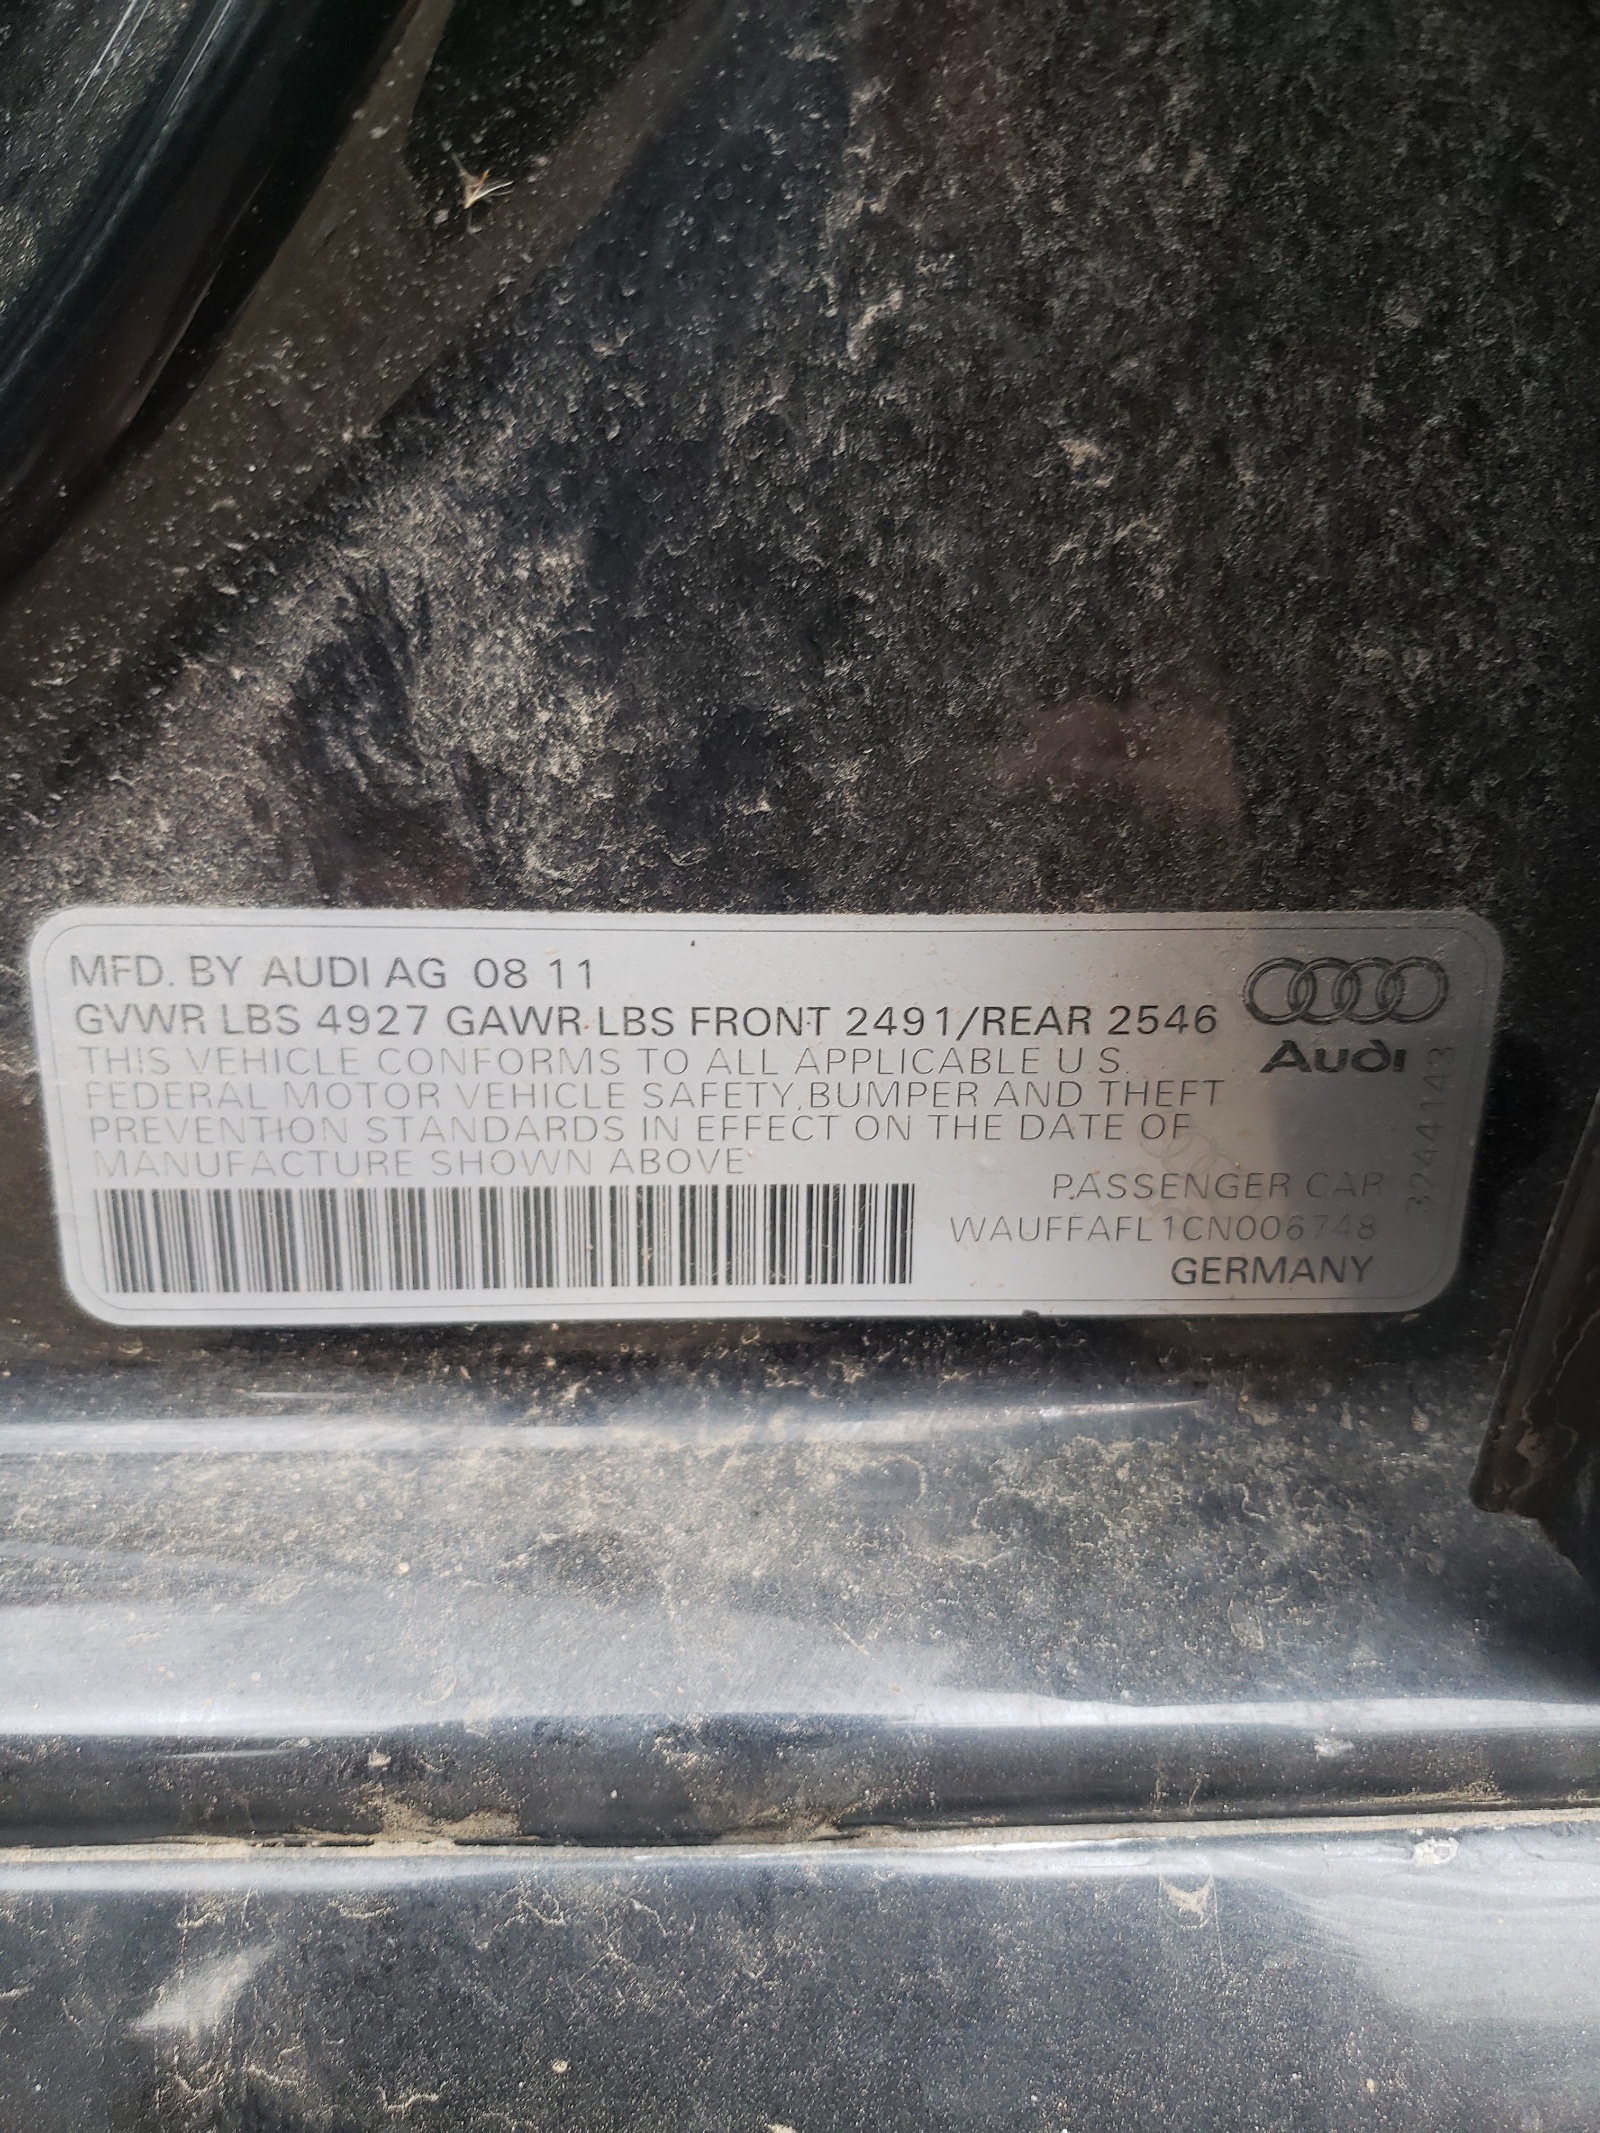 MFD. BY AUDI AG 08 11
GVWR LBS 4927 GAWR LBS FRONT 2491/REAR 2546
THIS VEHICLE CONFORMS TO ALL APPLICABLE U.S.
FEDERAL MOTOR VEHICLE SAFETY, BUMPER AND THEFT
PREVENTION STANDARDS IN EFFECT ON THE DATE OF
MANUFACTURE SHOWN ABOVE
Audi
PASSENGER CAR
WAUFFAFL1CN006748
GERMANY
3244143